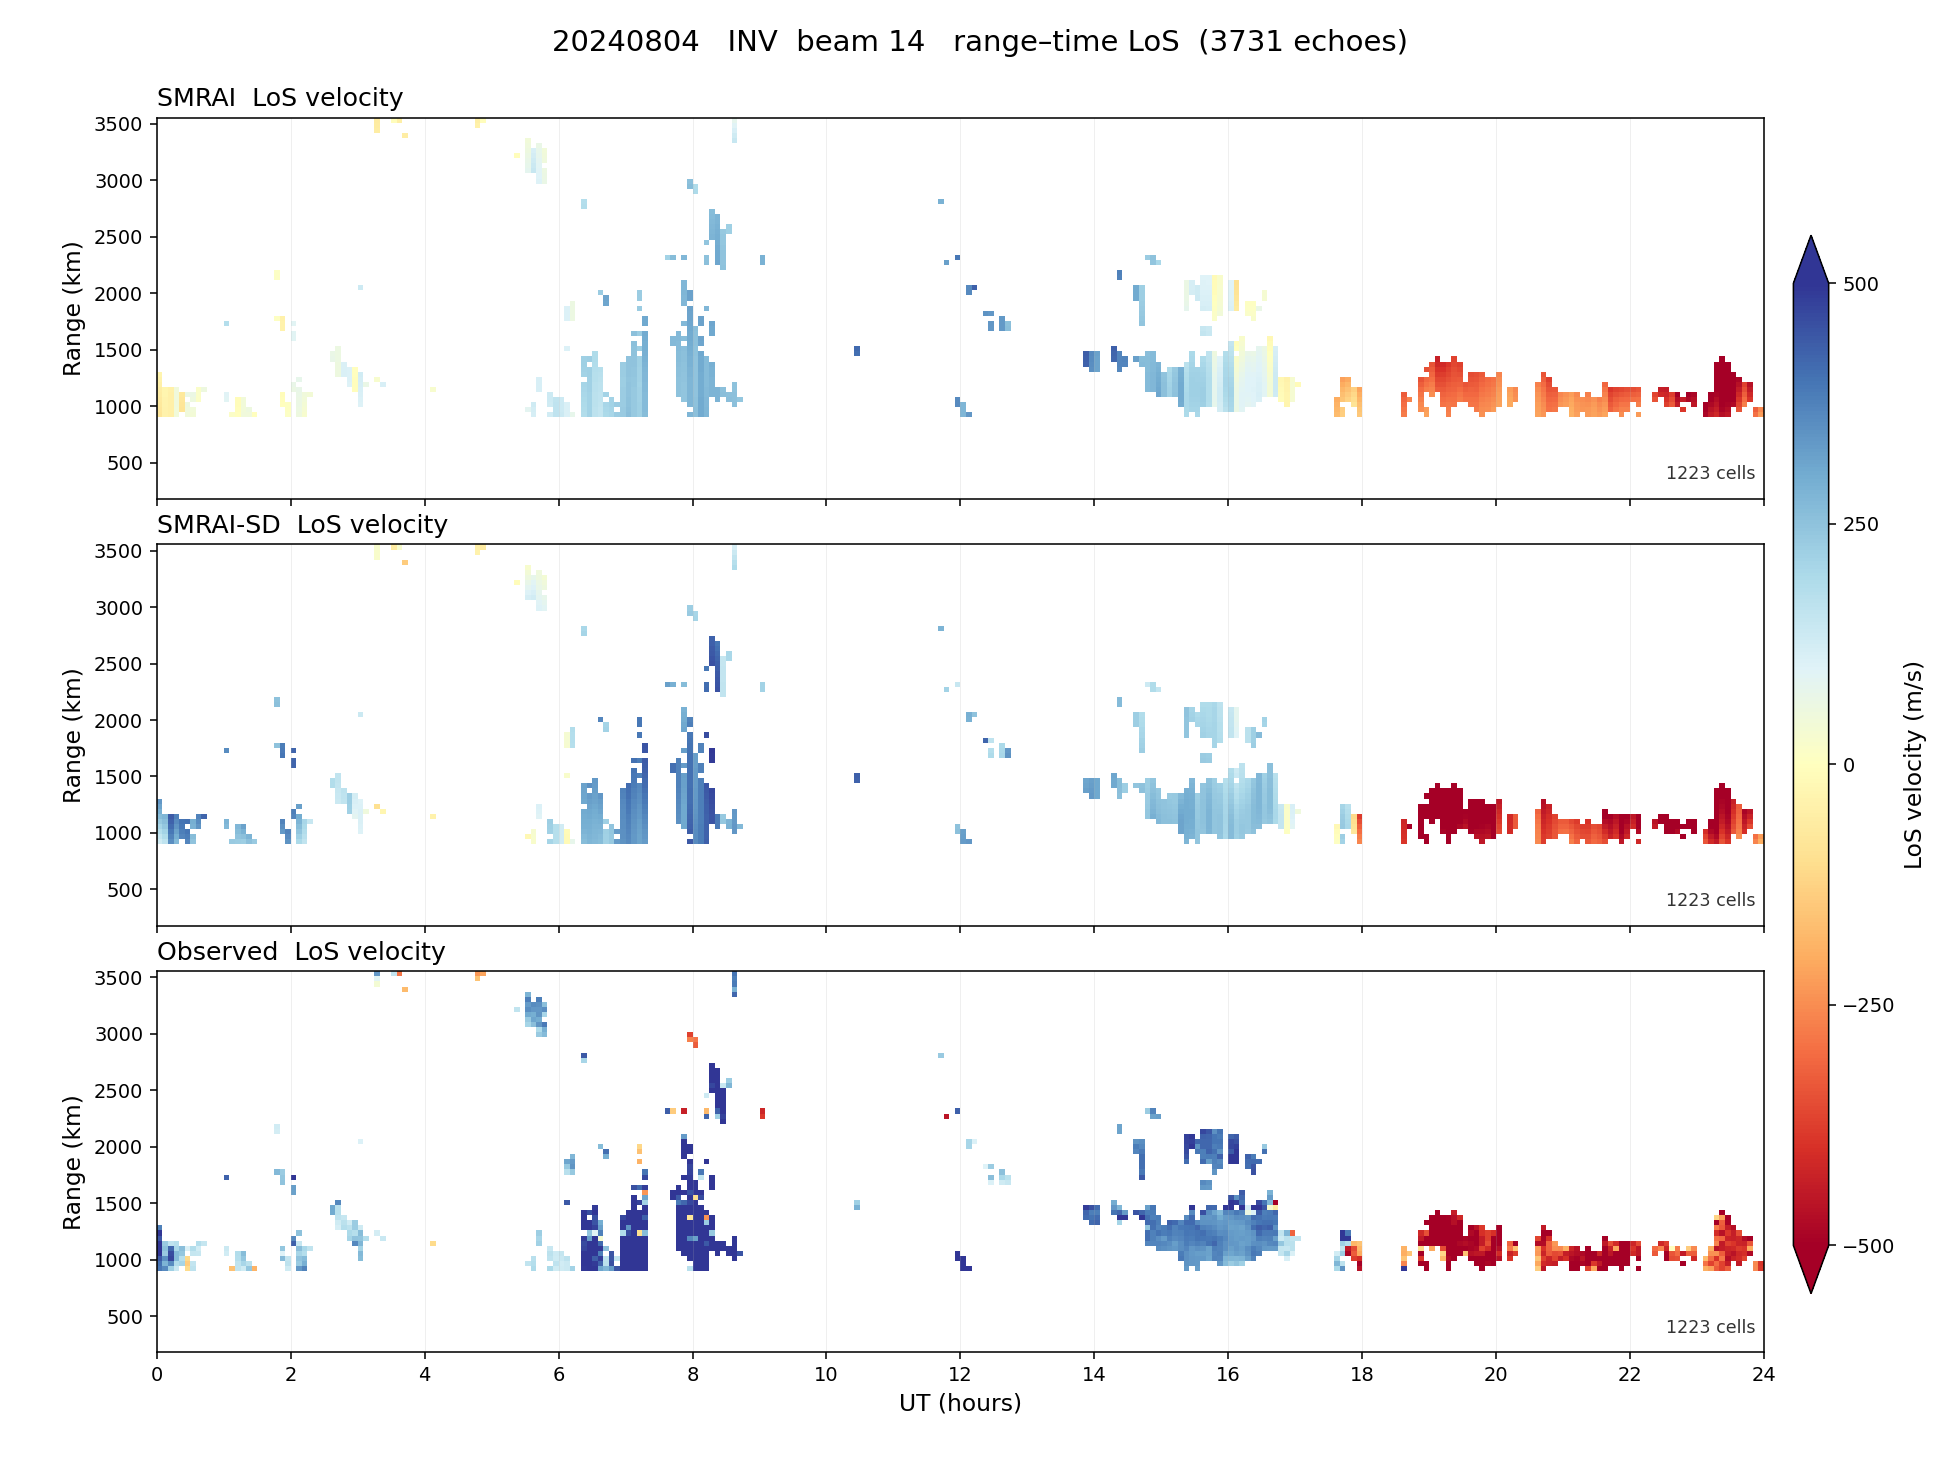 20240804   INV  beam 14   range–time LoS  (3731 echoes)
SMRAI  LoS velocity
3500
3000
2500
2000
1500
1000
500
Range (km)
1223 cells
SMRAI-SD  LoS velocity
3500
3000
2500
2000
1500
1000
500
Range (km)
1223 cells
Observed  LoS velocity
3500
3000
2500
2000
1500
1000
500
Range (km)
1223 cells
0 2 4 6 8 10 12 14 16 18 20 22 24
UT (hours)
500
250
0
−250
−500
LoS velocity (m/s)